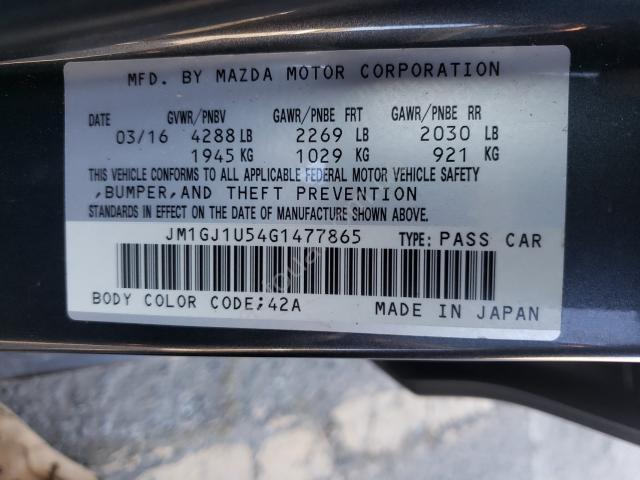 MFD. BY MAZDA MOTOR CORPORATION
DATE GVWR/PNBV GAWR/PNBE FRT GAWR/PNBE RR
03/16 4288 LB 2269 LB 2030 LB
1945 KG 1029 KG 921 KG
THIS VEHICLE CONFORMS TO ALL APPLICABLE FEDERAL MOTOR VEHICLE SAFETY
,BUMPER,AND THEFT PREVENTION
STANDARDS IN EFFECT ON THE DATE OF MANUFACTURE SHOWN ABOVE.
JM1GJ1U54G1477865 TYPE: PASS CAR
BODY COLOR CODE;42A MADE IN JAPAN